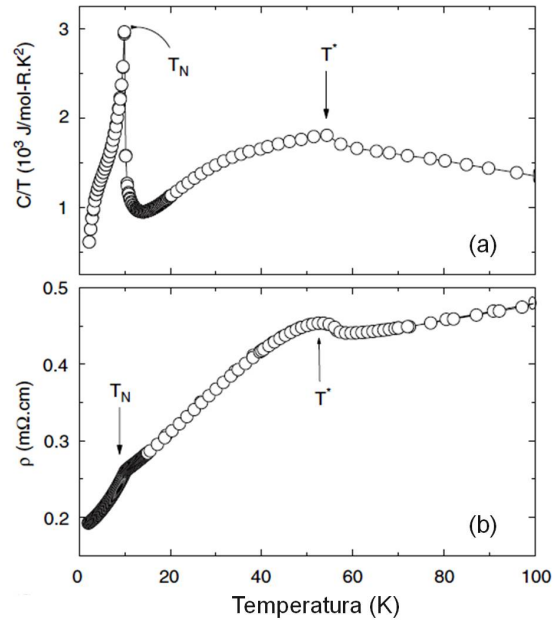 3
2
1
C/T (10³ J/mol-R.K²)
T_N
T*
(a)
0.5
0.4
0.3
0.2
ρ (mΩ.cm)
T_N
T*
(b)
0 20 40 60 80 100
Temperatura (K)